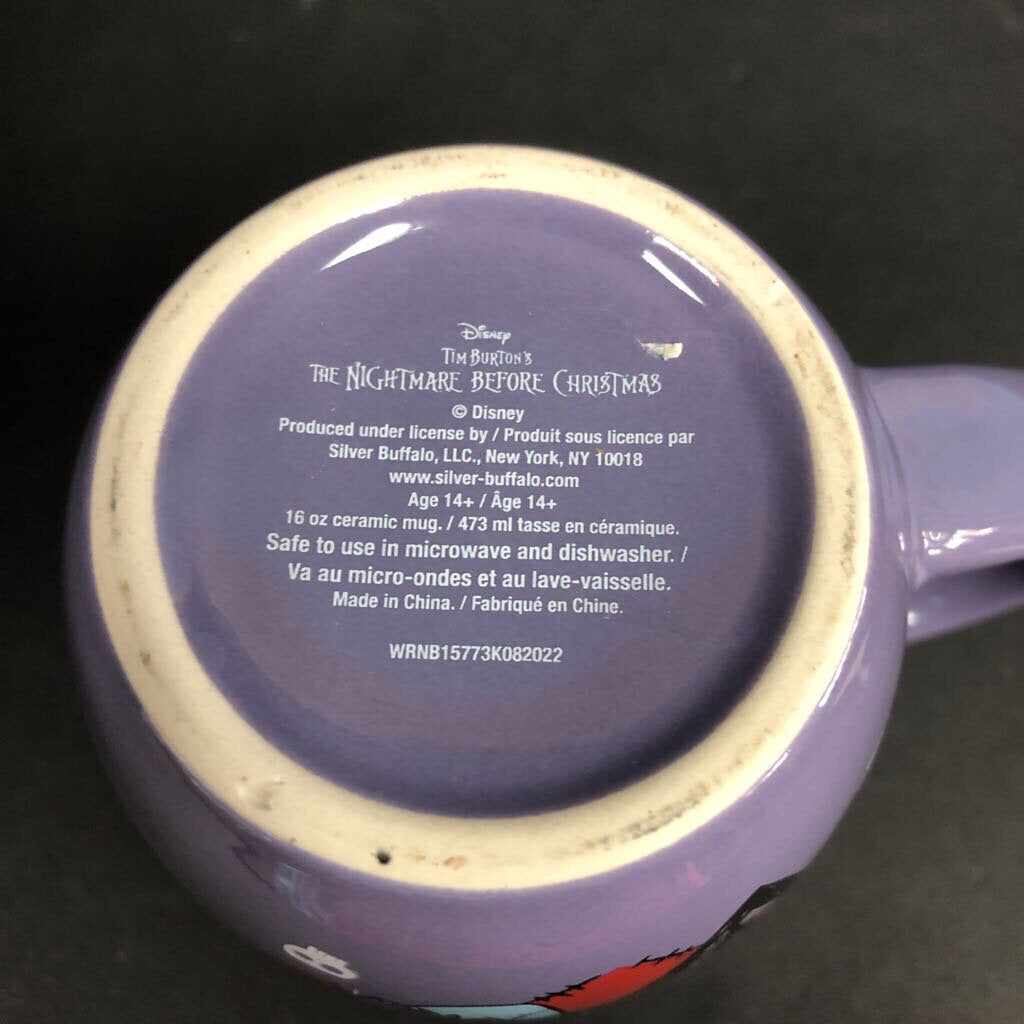 Disney
TIM BURTON'S
THE NIGHTMARE BEFORE CHRISTMAS
© Disney
Produced under license by / Produit sous licence par
Silver Buffalo, LLC., New York, NY 10018
www.silver-buffalo.com
Age 14+ / Âge 14+
16 oz ceramic mug. / 473 ml tasse en céramique.
Safe to use in microwave and dishwasher. /
Va au micro-ondes et au lave-vaisselle.
Made in China. / Fabriqué en Chine.
WRNB15773K082022